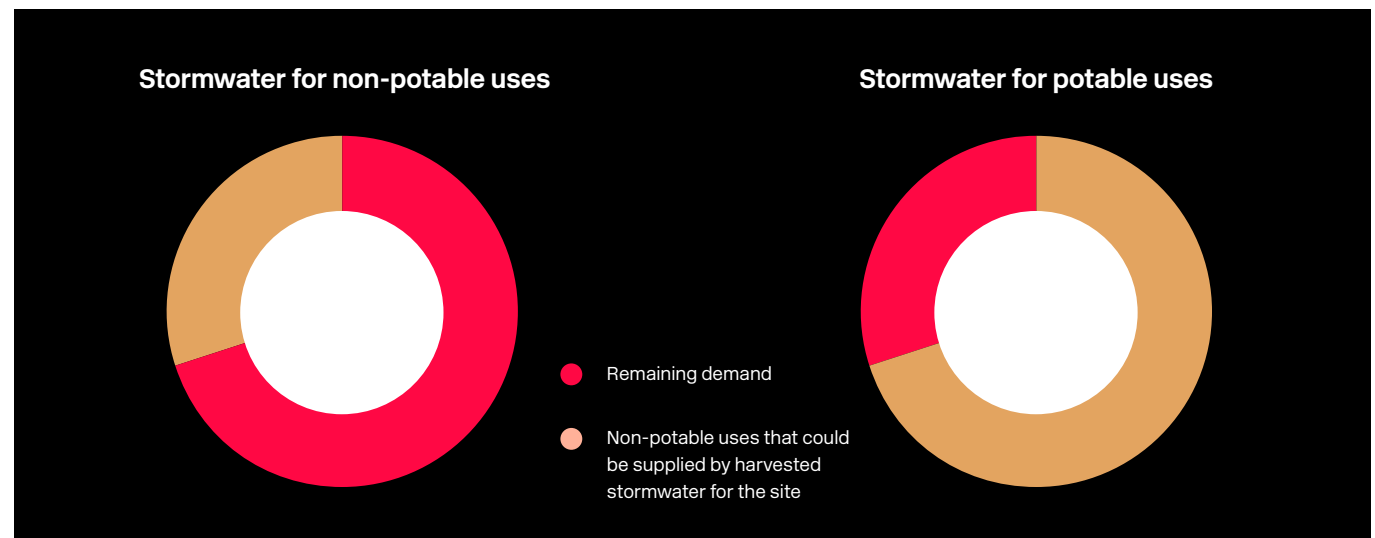 Stormwater for non-potable uses
Stormwater for potable uses
Remaining demand
Non-potable uses that could
be supplied by harvested
stormwater for the site